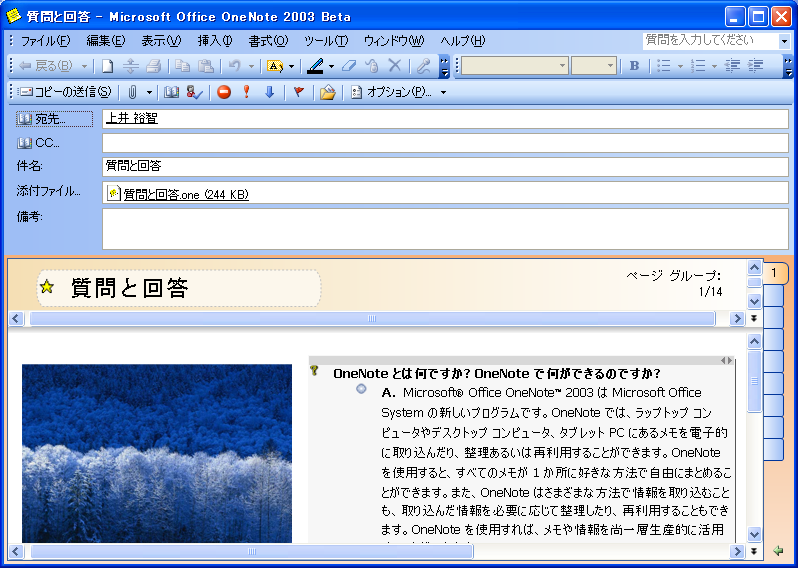 質問と回答 - Microsoft Office OneNote 2003 Beta
ファイル(F) 編集(E) 表示(V) 挿入(I) 書式(O) ツール(T) ウィンドウ(W) ヘルプ(H) 質問を入力してください
戻る(B) A B
コピーの送信(S) オプション(P)...
宛先... 上井 裕智
CC...
件名: 質問と回答
添付ファイル... 質問と回答.one (244 KB)
備考:
質問と回答
ページ グループ:
1/14
1
OneNote とは何ですか? OneNote で何ができるのですか?
A. Microsoft® Office OneNote™ 2003 は Microsoft Office
System の新しいプログラムです。OneNote では、ラップトップ コン
ピュータやデスクトップ コンピュータ、タブレット PC にあるメモを電子的
に取り込んだり、整理あるいは再利用することができます。OneNote
を使用すると、すべてのメモが 1 か所に好きな方法で自由にまとめるこ
とができます。また、OneNote はさまざまな方法で情報を取り込むこと
も、取り込んだ情報を必要に応じて整理したり、再利用することもでき
ます。OneNote を使用すれば、メモや情報を尚一層生産的に活用